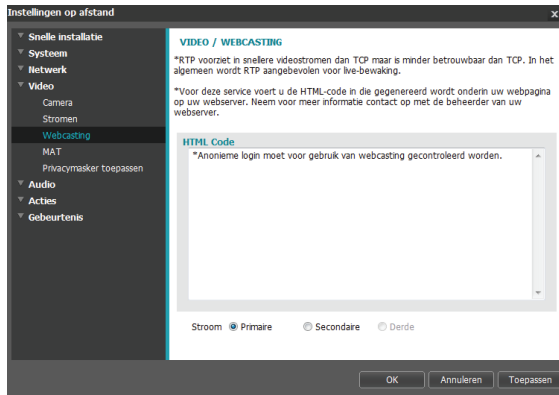 Instellingen op afstand
x
Snelle installatie
Systeem
Netwerk
Video
Camera
Stromen
Webcasting
MAT
Privacymasker toepassen
Audio
Acties
Gebeurtenis
VIDEO / WEBCASTING
*RTP voorziet in snellere videostromen dan TCP maar is minder betrouwbaar dan TCP. In het
algemeen wordt RTP aangebevolen voor live-bewaking.
*Voor deze service voert u de HTML-code in die gegenereerd wordt onderin uw webpagina
op uw webserver. Neem voor meer informatie contact op met de beheerder van uw
webserver.
HTML Code
*Anonieme login moet voor gebruik van webcasting gecontroleerd worden.
Stroom Primaire Secondaire Derde
OK Annuleren Toepassen